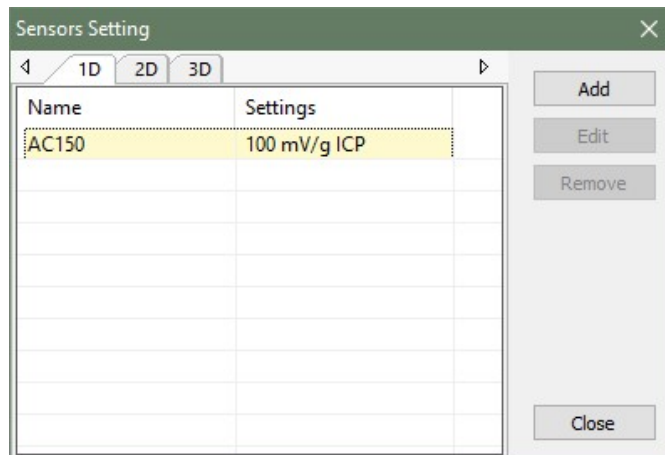 Sensors Setting
1D 2D 3D
Add
Name Settings
Edit
AC150 100 mV/g ICP
Remove
Close